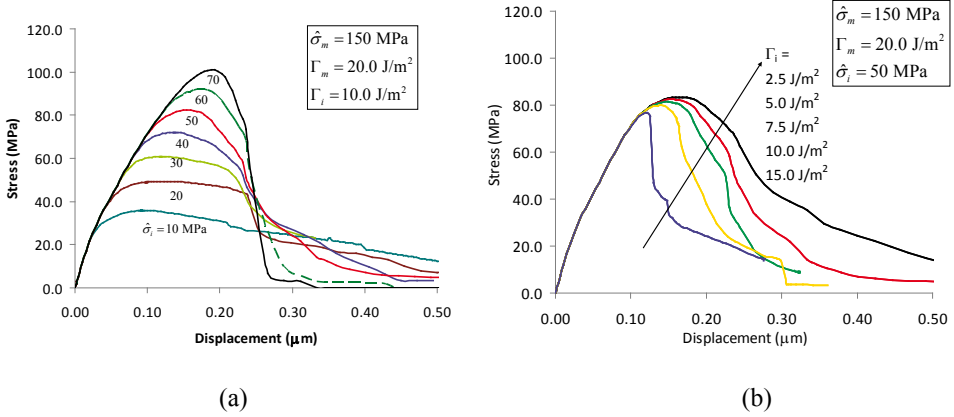 120.0
100.0
80.0
60.0
40.0
20.0
0.0
Stress (MPa)
0.00 0.10 0.20 0.30 0.40 0.50
Displacement (μm)
σ̂ₘ = 150 MPa
Γₘ = 20.0 J/m²
Γᵢ = 10.0 J/m²
70
60
50
40
30
20
σ̂ᵢ = 10 MPa
(a)
120.0
100.0
80.0
60.0
40.0
20.0
0.0
Stress (MPa)
0.00 0.10 0.20 0.30 0.40 0.50
Displacement (μm)
σ̂ₘ = 150 MPa
Γₘ = 20.0 J/m²
σ̂ᵢ = 50 MPa
Γᵢ =
2.5 J/m²
5.0 J/m²
7.5 J/m²
10.0 J/m²
15.0 J/m²
(b)